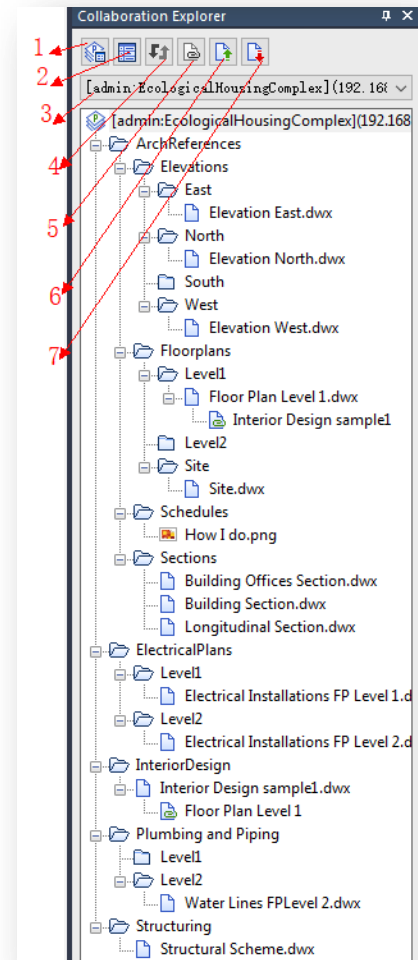 Collaboration Explorer
1
2
3
[admin:EcologicalHousingComplex](192.168
[admin:EcologicalHousingComplex](192.168
4
ArchReferences
Elevations
East
5
Elevation East.dwx
North
Elevation North.dwx
South
6
West
Elevation West.dwx
7
Floorplans
Level1
Floor Plan Level 1.dwx
Interior Design sample1
Level2
Site
Site.dwx
Schedules
How I do.png
Sections
Building Offices Section.dwx
Building Section.dwx
Longitudinal Section.dwx
ElectricalPlans
Level1
Electrical Installations FP Level 1.d
Level2
Electrical Installations FP Level 2.d
InteriorDesign
Interior Design sample1.dwx
Floor Plan Level 1
Plumbing and Piping
Level1
Level2
Water Lines FPLevel 2.dwx
Structuring
Structural Scheme.dwx